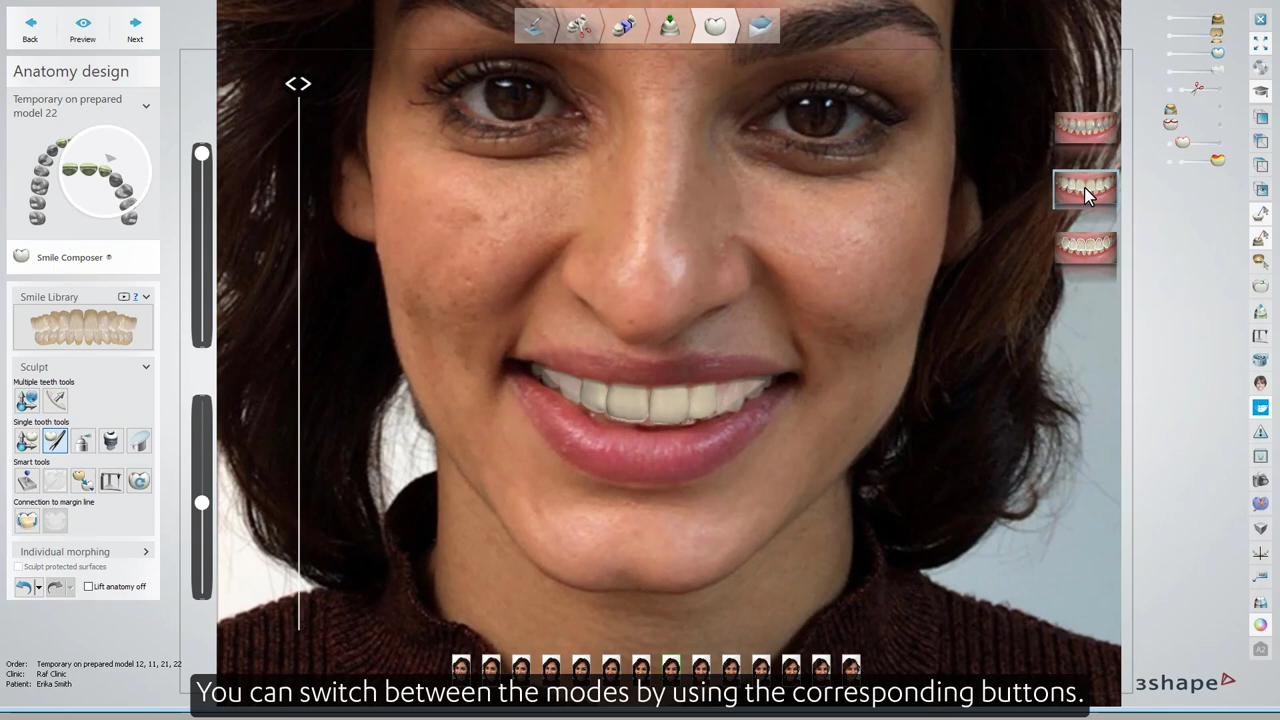 Back
Preview
Next
Anatomy design
Temporary on prepared
model 22
Smile Composer ®
Smile Library
?
Sculpt
Multiple teeth tools
Single tooth tools
Smart tools
Connection to margin line
Individual morphing
Sculpt protected surfaces
Lift anatomy off
Order: Temporary on prepared model 12, 11, 21, 22
Clinic: Raf Clinic
Patient: Erika Smith
A2
3shape
You can switch between the modes by using the corresponding buttons.